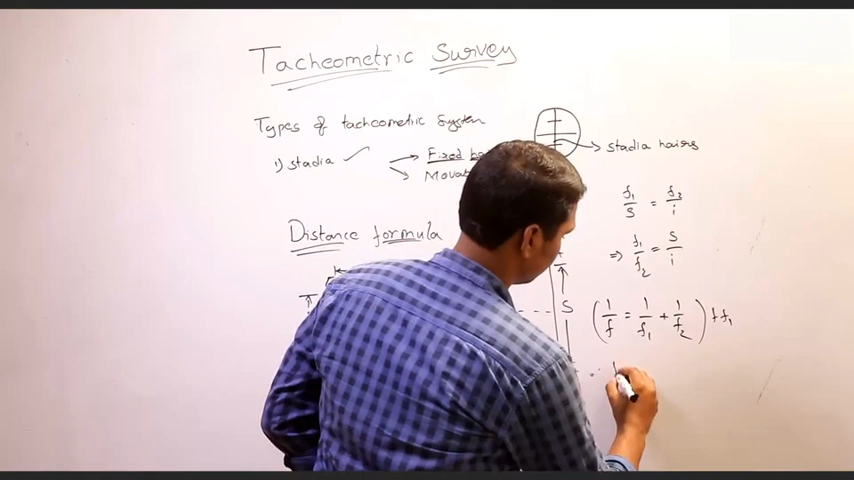 Tacheometric Survey
Types of tacheometric System
1) Stadia
Fixed
stadia hairs
f₁/S = f₂/i
⇒ f₁/f₂ = S/i
Distance formula
S
(1/f = 1/f₁ + 1/f₂) ff₁